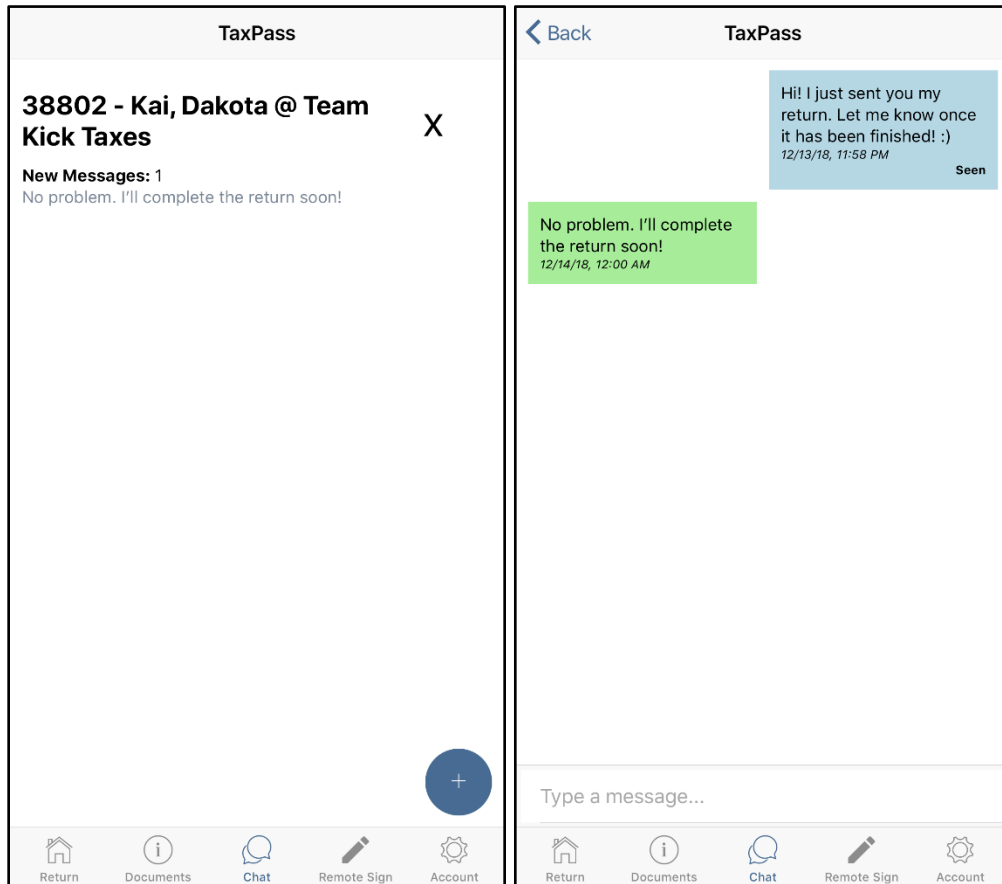 TaxPass
38802 - Kai, Dakota @ Team
Kick Taxes
X
New Messages: 1
No problem. I'll complete the return soon!
+
Return
Documents
Chat
Remote Sign
Account
Back
TaxPass
Hi! I just sent you my
return. Let me know once
it has been finished! :)
12/13/18, 11:58 PM
Seen
No problem. I'll complete
the return soon!
12/14/18, 12:00 AM
Type a message...
Return
Documents
Chat
Remote Sign
Account